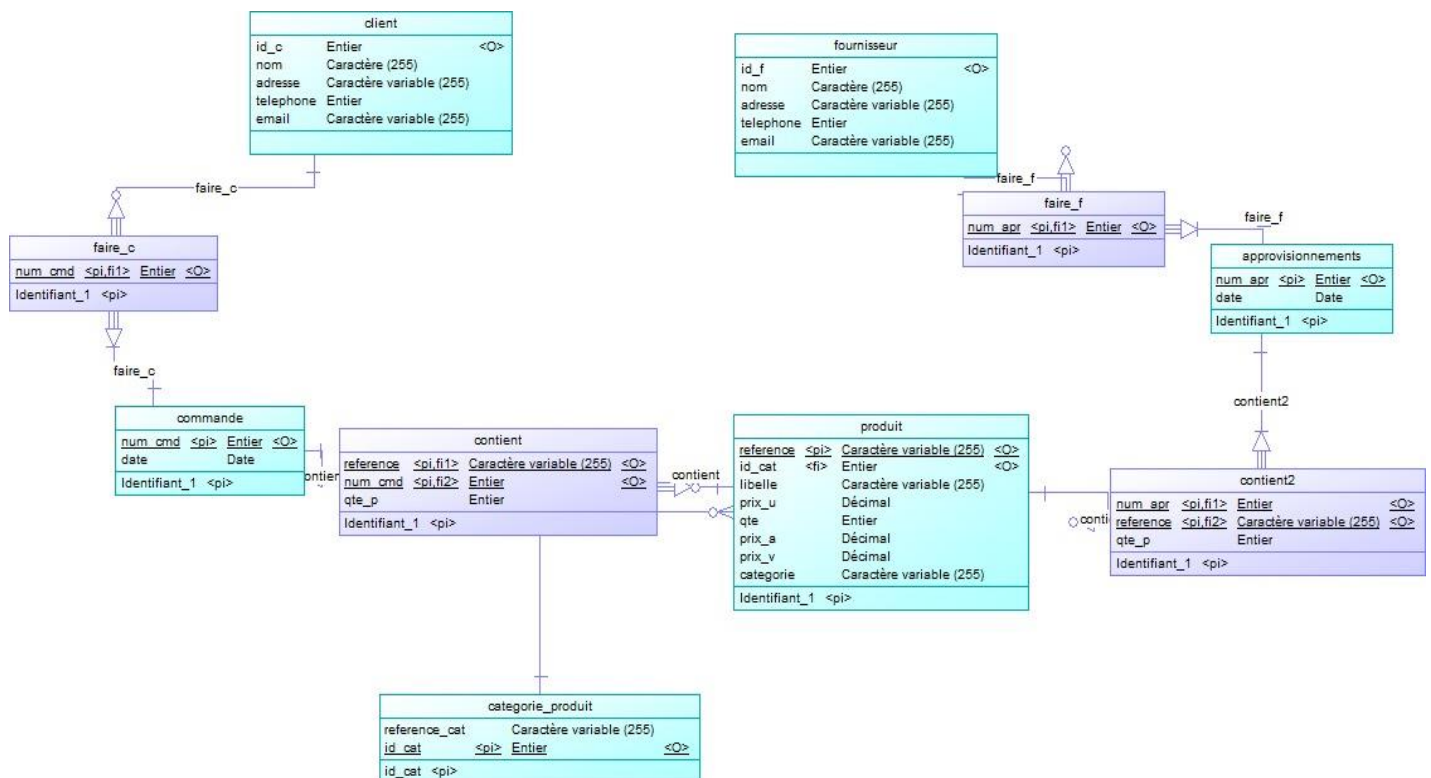 client
id_c Entier <O>
nom Caractère (255)
adresse Caractère variable (255)
telephone Entier
email Caractère variable (255)
fournisseur
id_f Entier <O>
nom Caractère (255)
adresse Caractère variable (255)
telephone Entier
email Caractère variable (255)
faire_c
faire_f
faire_c
num_cmd <pi,fi1> Entier <O>
Identifiant_1 <pi>
faire_f
num_apr <pi,fi1> Entier <O>
Identifiant_1 <pi>
faire_f
approvisionnements
num_apr <pi> Entier <O>
date Date
Identifiant_1 <pi>
faire_c
commande
num_cmd <pi> Entier <O>
date Date
Identifiant_1 <pi>
contien
contient
reference <pi,fi1> Caractère variable (255) <O>
num_cmd <pi,fi2> Entier <O>
qte_p Entier
Identifiant_1 <pi>
contient
produit
reference <pi> Caractère variable (255) <O>
id_cat <fi> Entier <O>
libelle Caractère variable (255)
prix_u Décimal
qte Entier
prix_a Décimal
prix_v Décimal
categorie Caractère variable (255)
Identifiant_1 <pi>
contient2
conti
contient2
num_apr <pi,fi1> Entier <O>
reference <pi,fi2> Caractère variable (255) <O>
qte_p Entier
Identifiant_1 <pi>
categorie_produit
reference_cat Caractère variable (255)
id_cat <pi> Entier <O>
id_cat <pi>